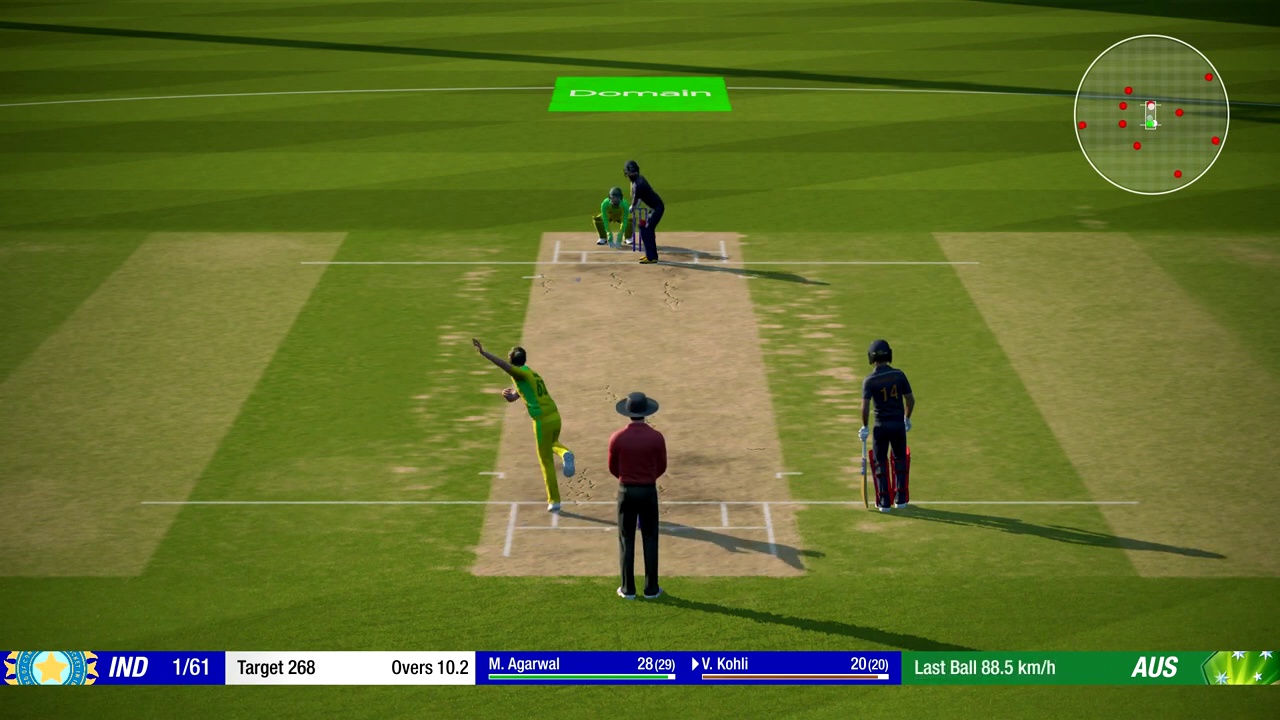 Domain
14
IND 1/61 Target 268 Overs 10.2 M. Agarwal 28(29) V. Kohli 20(20) Last Ball 88.5 km/h AUS